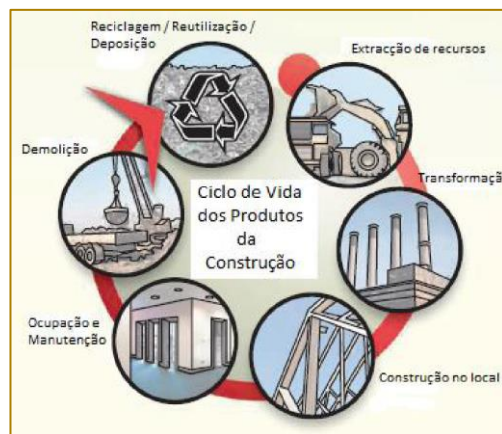 Reciclagem / Reutilização /
Deposição
Extracção de recursos
Demolição
Transformaçã
Ciclo de Vida
dos Produtos
da
Construção
Ocupação e
Manutenção
Construção no local